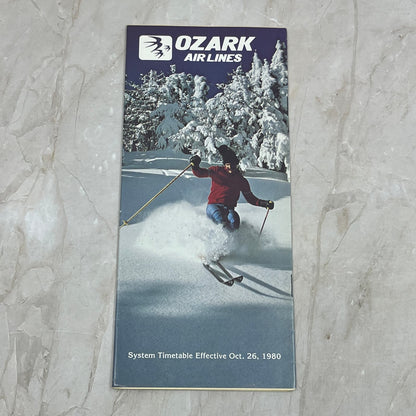 OZARK
AIR LINES
System Timetable Effective Oct. 26, 1980